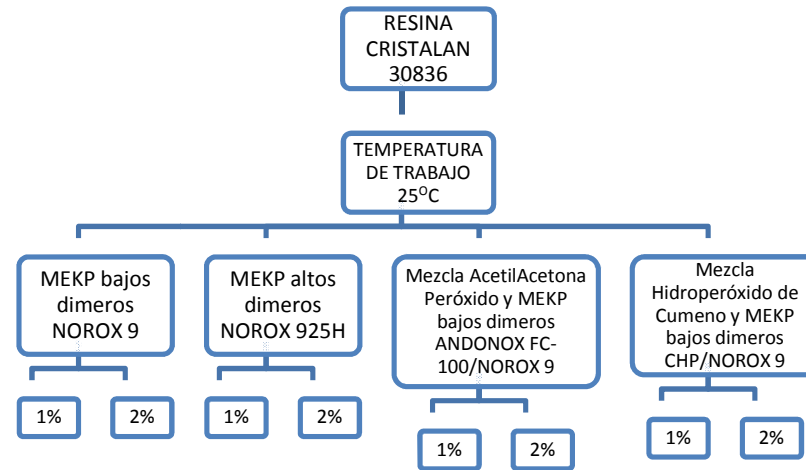 RESINA
CRISTALAN
30836
TEMPERATURA
DE TRABAJO
25ºC
MEKP bajos
dimeros
NOROX 9
MEKP altos
dimeros
NOROX 925H
Mezcla AcetilAcetona
Peróxido y MEKP
bajos dimeros
ANDONOX FC-
100/NOROX 9
Mezcla
Hidroperóxido de
Cumeno y MEKP
bajos dimeros
CHP/NOROX 9
1%
2%
1%
2%
1%
2%
1%
2%